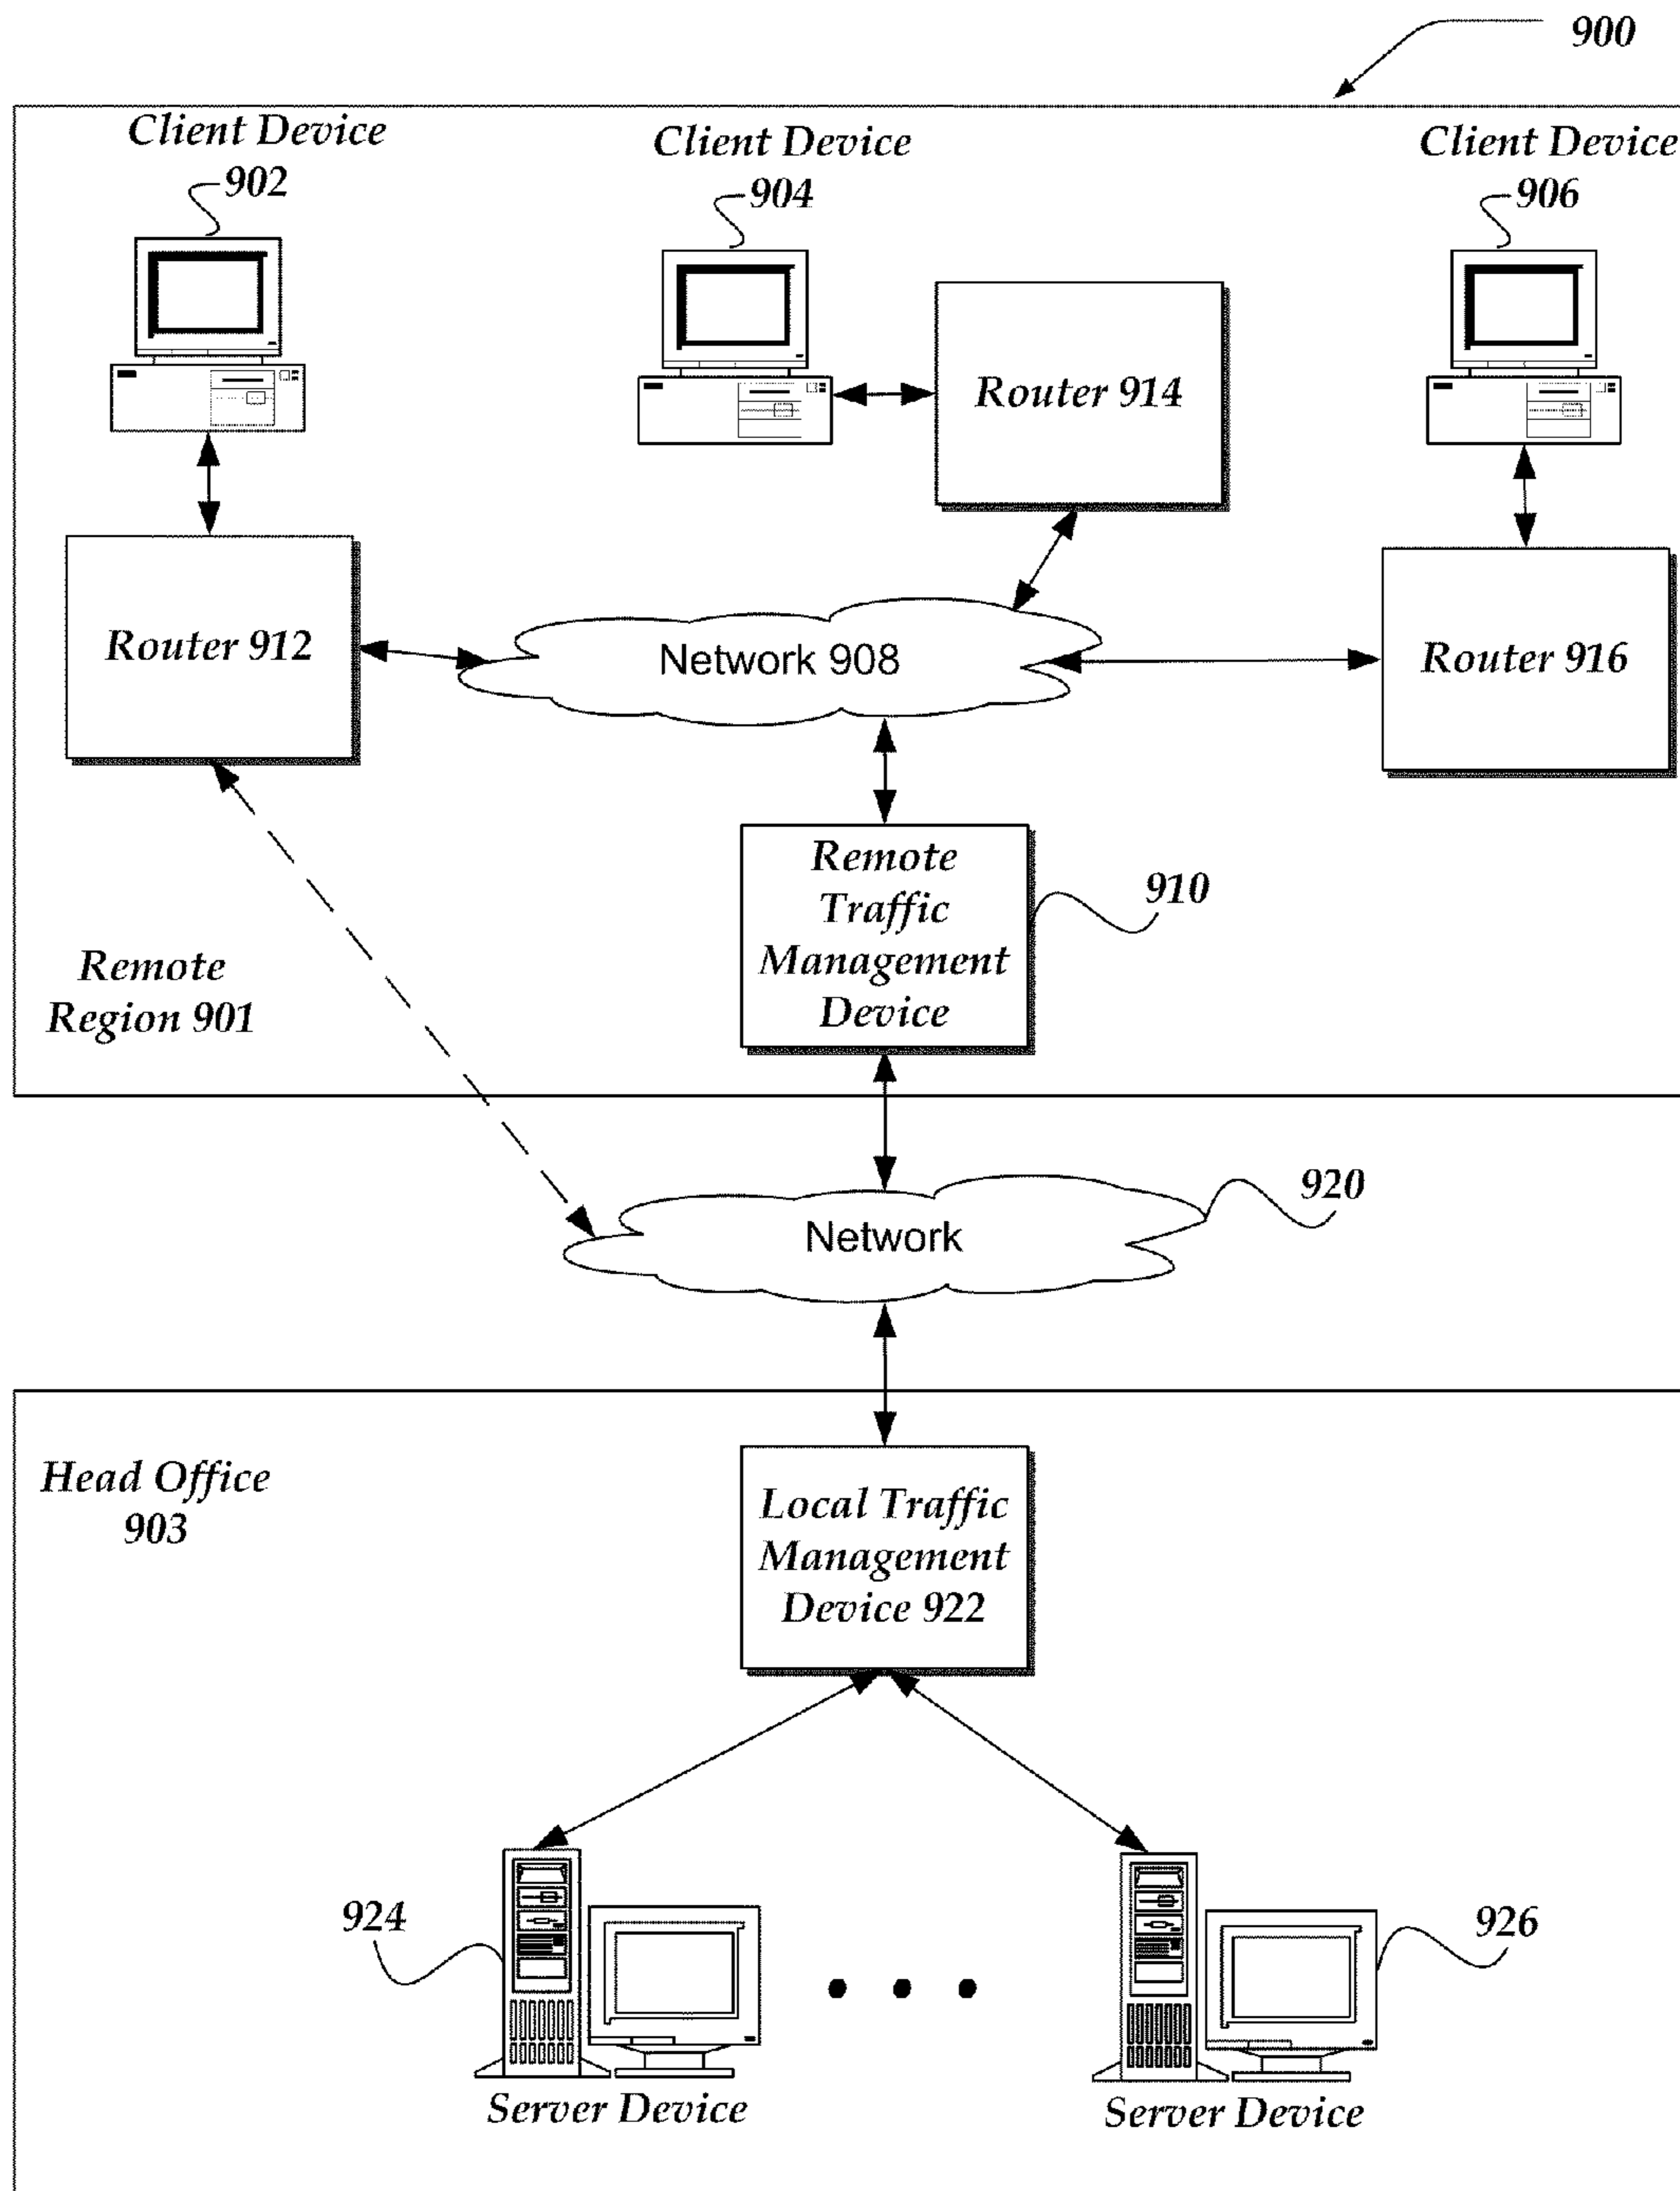 900
Client Device
902
Client Device
904
Client Device
906
Router 914
Router 912
Network 908
Router 916
Remote
Traffic
Management
Device
910
Remote
Region 901
920
Network
Head Office
903
Local Traffic
Management
Device 922
924
926
Server Device
Server Device